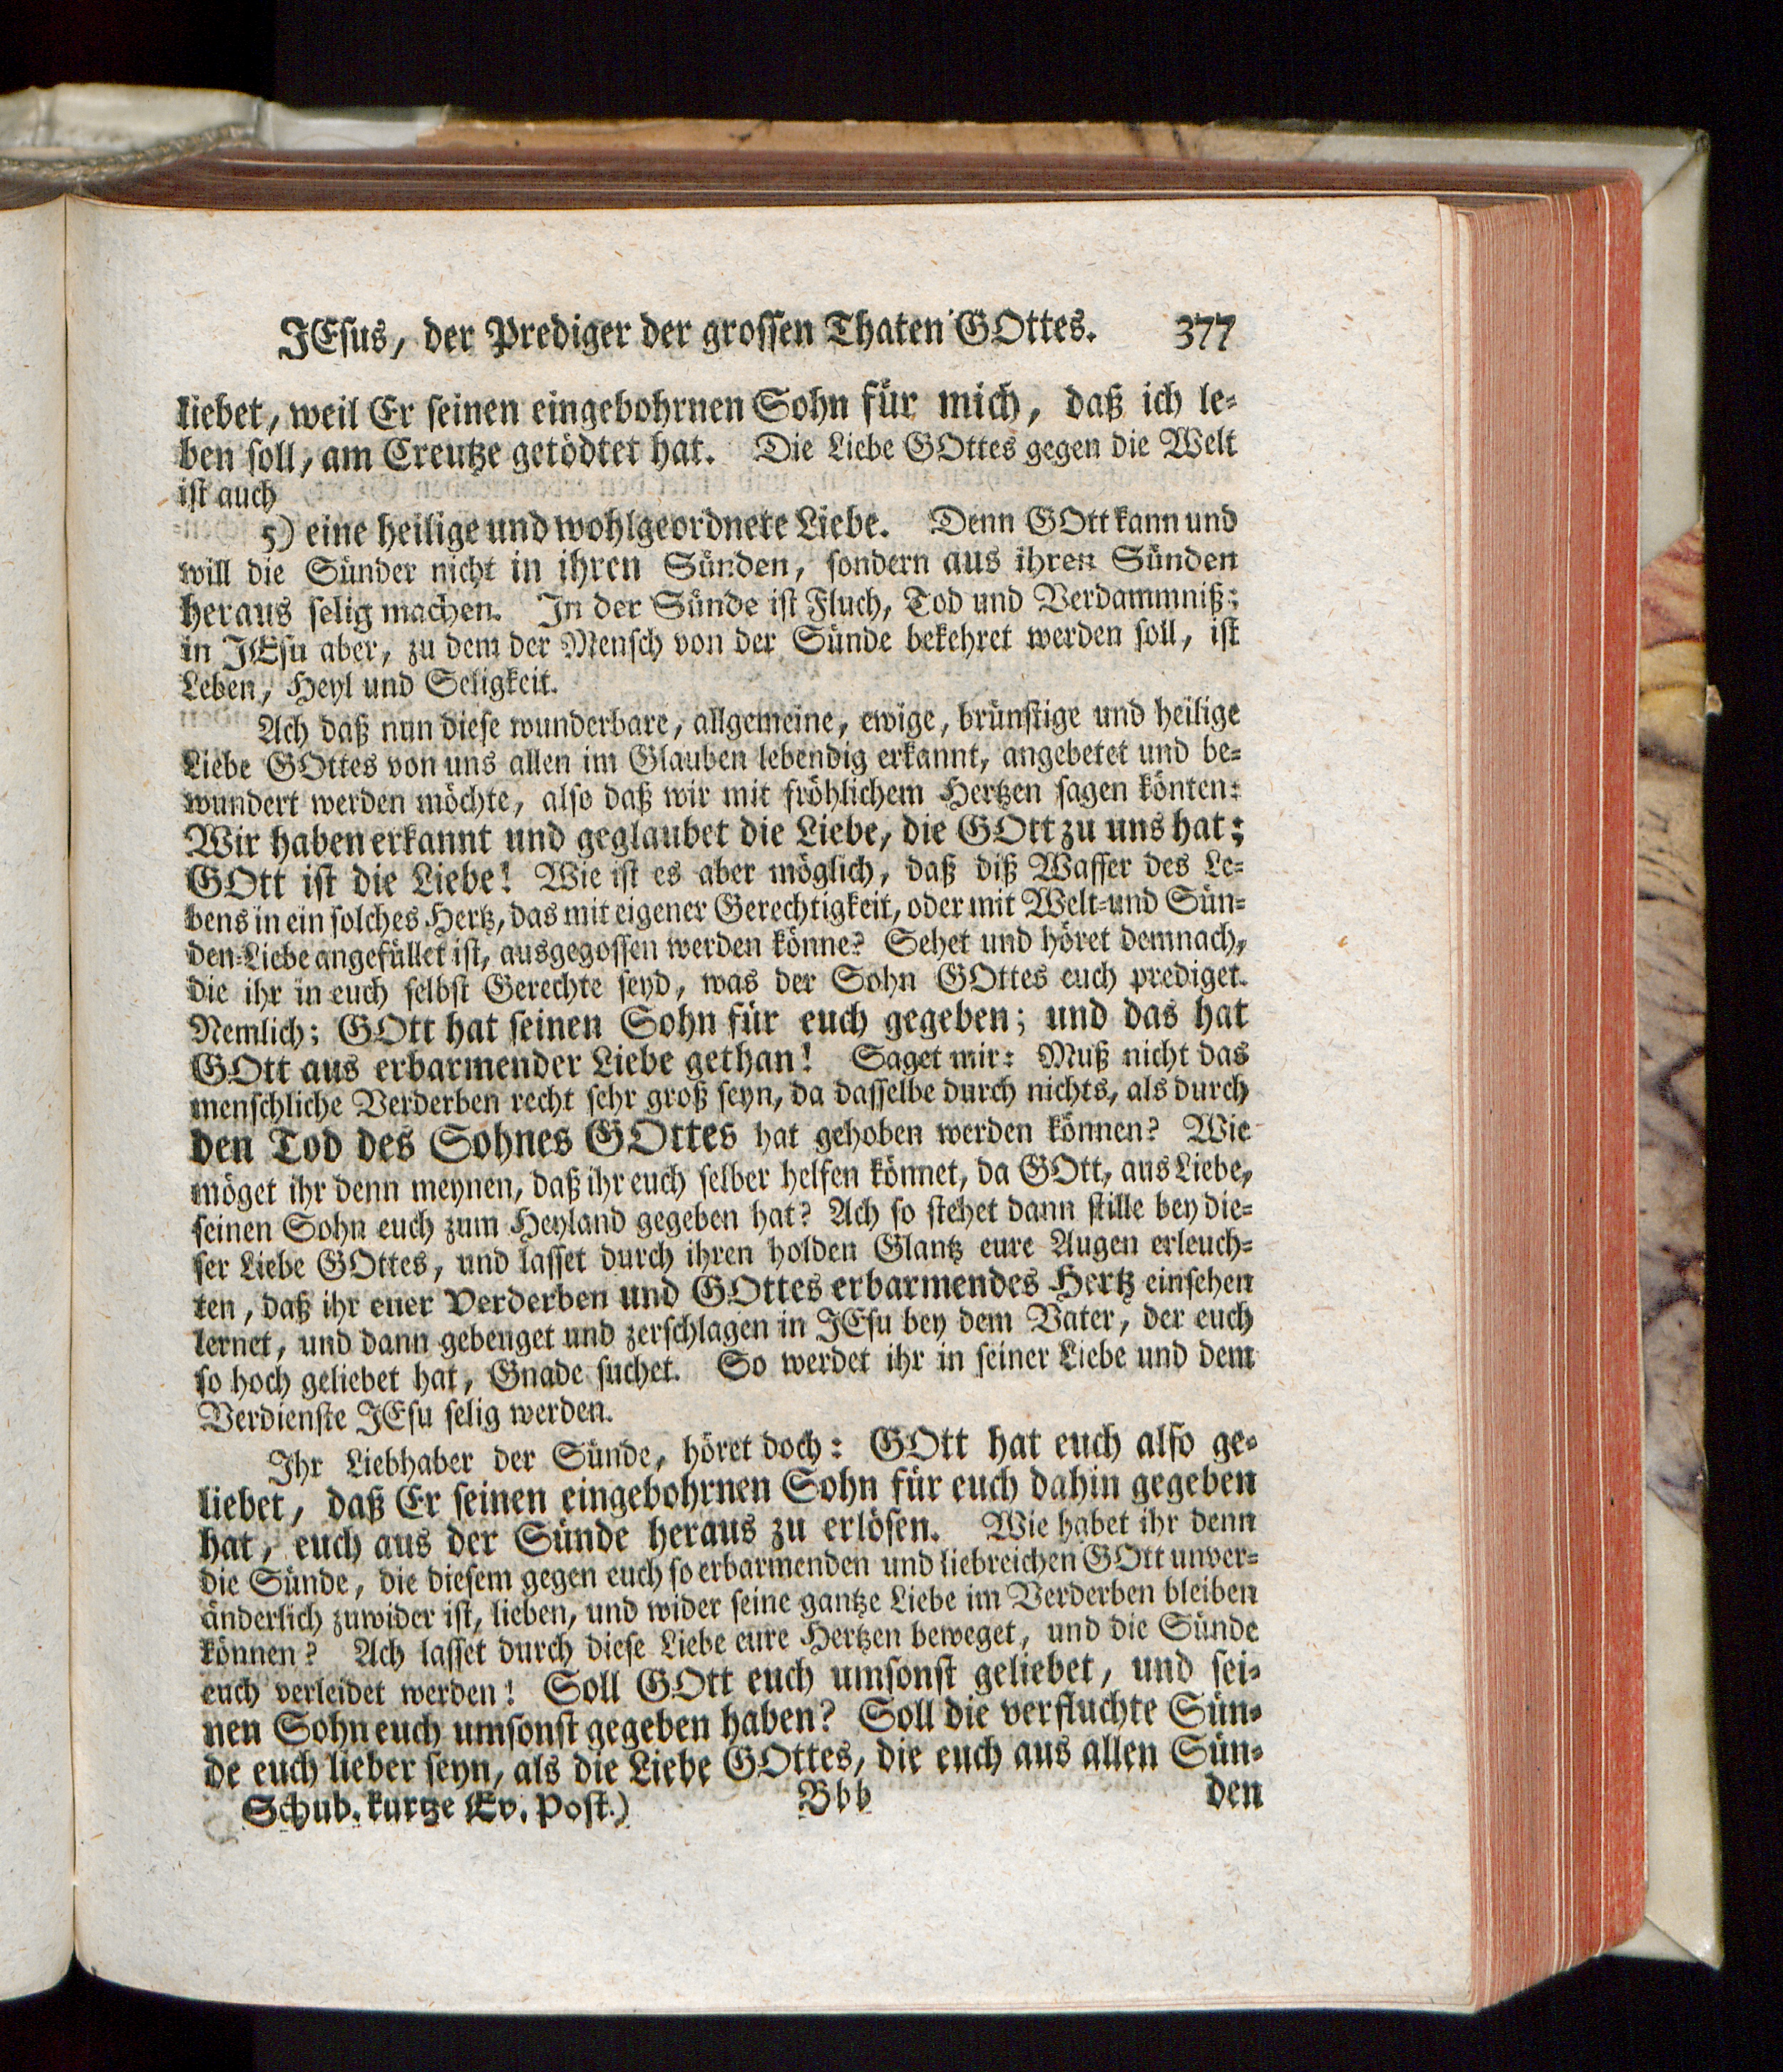 JEsus, der Prediger der grossen Thaten GOttes. 377
liebet, weil Er seinen eingebohrnen Sohn für mich, daß ich le-
ben soll, am Creutze getödtet hat. Die Liebe GOttes gegen die Welt
ist auch
5) eine heilige und wohlgeordnete Liebe. Denn GOtt kann und
will die Sünder nicht in ihren Sünden, sondern aus ihren Sünden
heraus selig machen. In der Sünde ist Fluch, Tod und Verdammniß;
in JEsu aber, zu dem der Mensch von der Sünde bekehret werden soll, ist
Leben, Heyl und Seligkeit.
Ach daß nun diese wunderbare, allgemeine, ewige, brünstige und heilige
Liebe GOttes von uns allen im Glauben lebendig erkannt, angebetet und be-
wundert werden möchte, also daß wir mit fröhlichem Hertzen sagen könten:
Wir haben erkannt und geglaubet die Liebe, die GOtt zu uns hat;
GOtt ist die Liebe! Wie ist es aber möglich, daß diß Wasser des Le-
bens in ein solches Hertz, das mit eigener Gerechtigkeit, oder mit Welt- und Sün-
den-Liebe angefüllet ist, ausgegossen werden könne? Sehet und höret demnach,
die ihr in euch selbst Gerechte seyd, was der Sohn GOttes euch prediget.
Nemlich: GOtt hat seinen Sohn für euch gegeben; und das hat
GOtt aus erbarmender Liebe gethan! Saget mir: Muß nicht das
menschliche Verderben recht sehr groß seyn, da dasselbe durch nichts, als durch
den Tod des Sohnes GOttes hat gehoben werden können? Wie
möget ihr denn meynen, daß ihr euch selber helfen könnet, da GOtt, aus Liebe,
seinen Sohn euch zum Heyland gegeben hat? Ach so stehet dann stille bey die-
ser Liebe GOttes, und lasset durch ihren holden Glantz eure Augen erleuch-
ten, daß ihr euer Verderben und GOttes erbarmendes Hertz einsehen
lernet, und dann gebeuget und zerschlagen in JEsu bey dem Vater, der euch
so hoch geliebet hat, Gnade suchet. So werdet ihr in seiner Liebe und dem
Verdienste JEsu selig werden.
Ihr Liebhaber der Sünde, höret doch: GOtt hat euch also ge-
liebet, daß Er seinen eingebohrnen Sohn für euch dahin gegeben
hat, euch aus der Sünde heraus zu erlösen. Wie habet ihr denn
die Sünde, die diesem gegen euch so erbarmenden und liebreichen GOtt unver-
änderlich zuwider ist, lieben, und wider seine gantze Liebe im Verderben bleiben
können? Ach lasset durch diese Liebe eure Hertzen beweget, und die Sünde
euch verleidet werden! Soll GOtt euch umsonst geliebet, und sei-
nen Sohn euch umsonst gegeben haben? Soll die verfluchte Sün-
de euch lieber seyn, als die Liebe GOttes, die euch aus allen Sün-
Schub. kurtze Ev. Post.) Bbb den